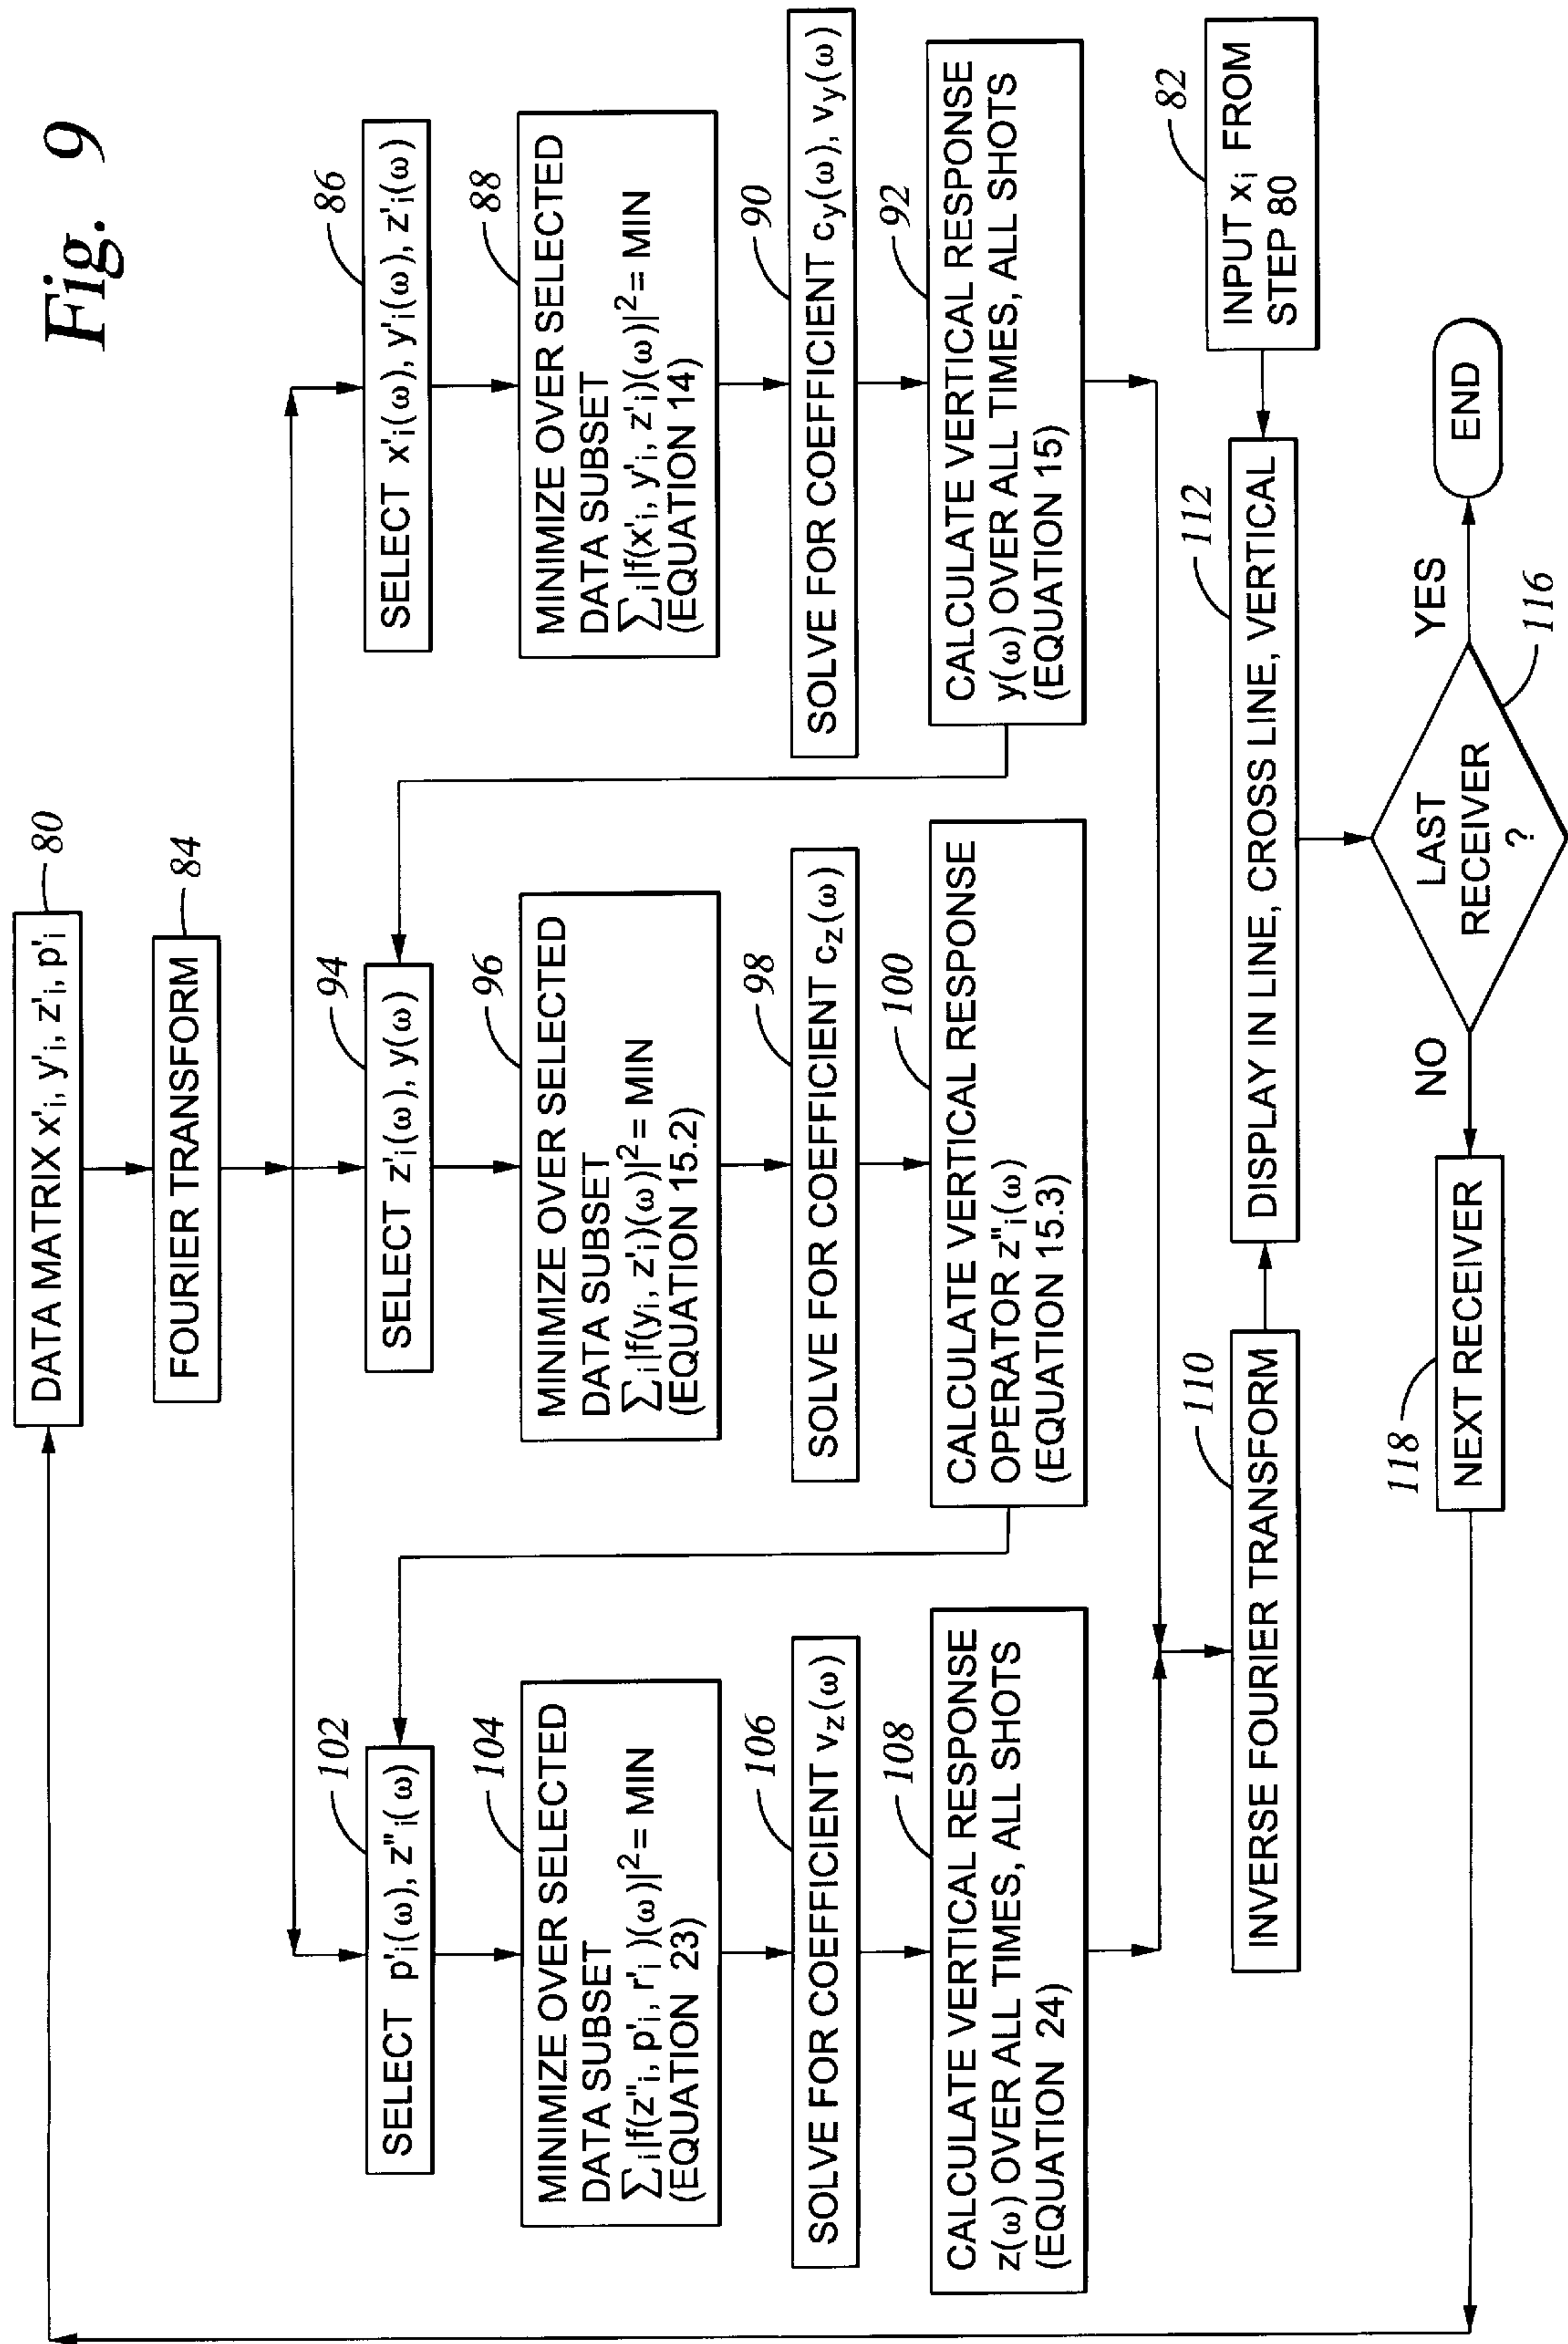 Fig. 9
DATA MATRIX x'i, y'i, z'i, p'i
80
FOURIER TRANSFORM
84
SELECT p'i(ω), z"i(ω)
102
MINIMIZE OVER SELECTED
DATA SUBSET
∑i|f(z"i, p'i, r'i)(ω)|²= MIN
(EQUATION 23)
104
SOLVE FOR COEFFICIENT vz(ω)
106
CALCULATE VERTICAL RESPONSE
z(ω) OVER ALL TIMES, ALL SHOTS
(EQUATION 24)
108
SELECT z'i(ω), y(ω)
94
MINIMIZE OVER SELECTED
DATA SUBSET
∑i|f(yi, z'i)(ω)|²= MIN
(EQUATION 15.2)
96
SOLVE FOR COEFFICIENT cz(ω)
98
CALCULATE VERTICAL RESPONSE
OPERATOR z"i(ω)
(EQUATION 15.3)
100
SELECT x'i(ω), y'i(ω), z'i(ω)
86
MINIMIZE OVER SELECTED
DATA SUBSET
∑i|f(x'i, y'i, z'i)(ω)|²= MIN
(EQUATION 14)
88
SOLVE FOR COEFFICIENT cy(ω), vy(ω)
90
CALCULATE VERTICAL RESPONSE
y(ω) OVER ALL TIMES, ALL SHOTS
(EQUATION 15)
92
INVERSE FOURIER TRANSFORM
110
DISPLAY IN LINE, CROSS LINE, VERTICAL
112
INPUT xi FROM
STEP 80
82
LAST
RECEIVER
?
116
NO
YES
NEXT RECEIVER
118
END